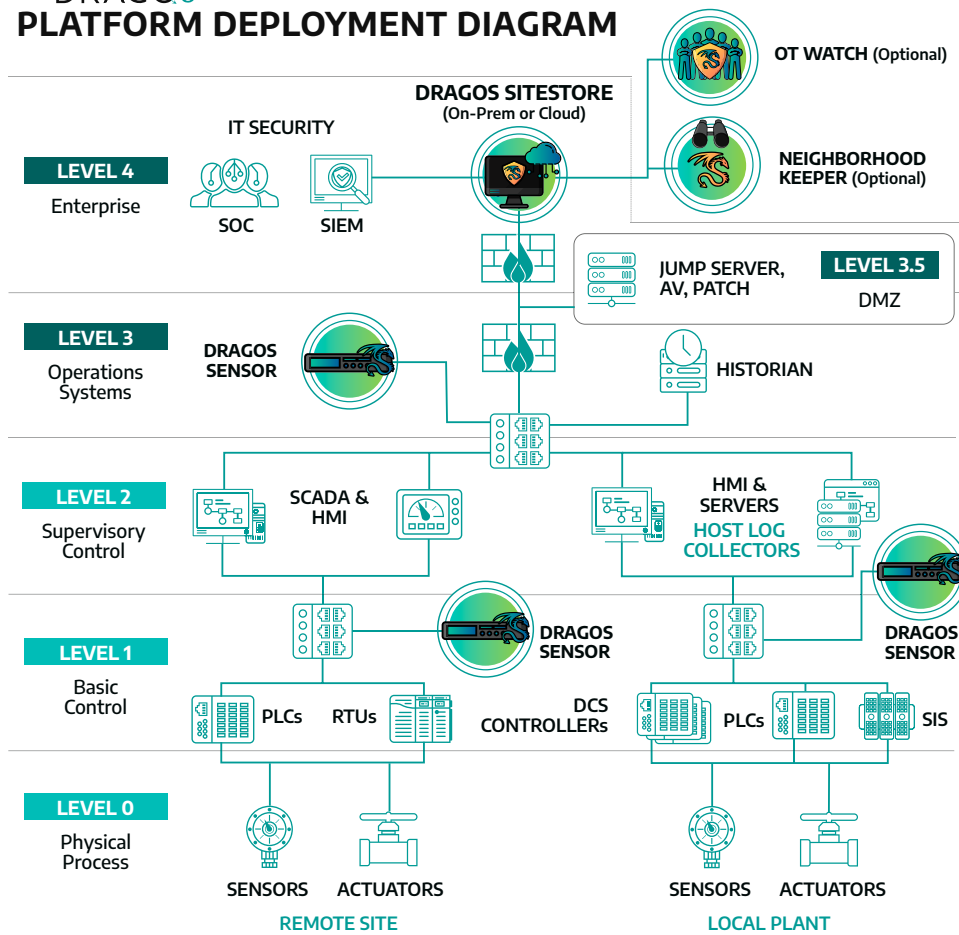 PLATFORM DEPLOYMENT DIAGRAM
OT WATCH (Optional)
DRAGOS SITESTORE
(On-Prem or Cloud)
IT SECURITY
NEIGHBORHOOD
KEEPER (Optional)
LEVEL 4
Enterprise
SOC
SIEM
JUMP SERVER,
AV, PATCH
LEVEL 3.5
DMZ
LEVEL 3
Operations
Systems
DRAGOS
SENSOR
HISTORIAN
LEVEL 2
Supervisory
Control
SCADA &
HMI
HMI &
SERVERS
HOST LOG
COLLECTORS
LEVEL 1
Basic
Control
DRAGOS
SENSOR
DRAGOS
SENSOR
PLCs
RTUs
DCS
CONTROLLERs
PLCs
SIS
LEVEL 0
Physical
Process
SENSORS
ACTUATORS
SENSORS
ACTUATORS
REMOTE SITE
LOCAL PLANT